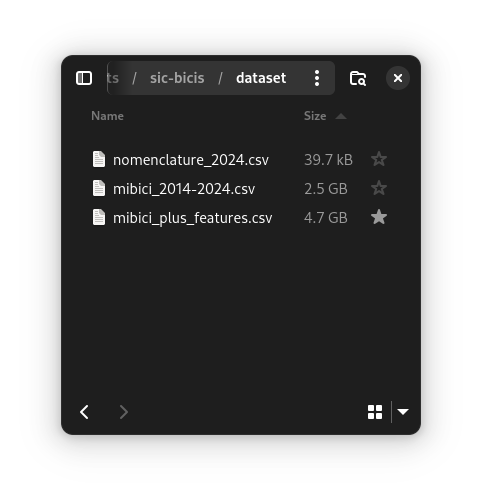 ts / sic-bicis / dataset
Name Size
nomenclature_2024.csv 39.7 kB
mibici_2014-2024.csv 2.5 GB
mibici_plus_features.csv 4.7 GB